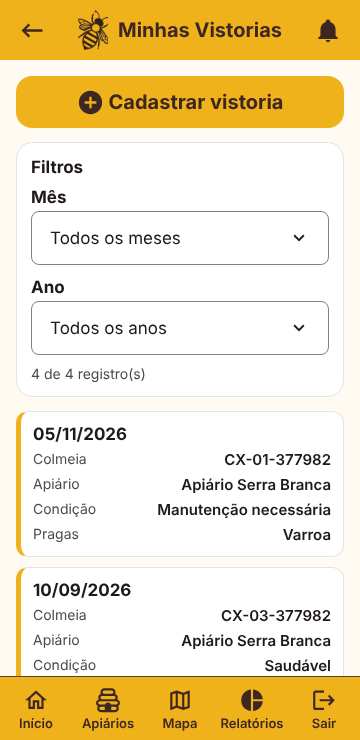 Minhas Vistorias
Cadastrar vistoria
Filtros
Mês
Todos os meses
Ano
Todos os anos
4 de 4 registro(s)
05/11/2026
Colmeia CX-01-377982
Apiário Apiário Serra Branca
Condição Manutenção necessária
Pragas Varroa
10/09/2026
Colmeia CX-03-377982
Apiário Apiário Serra Branca
Condição Saudável
Início Apiários Mapa Relatórios Sair